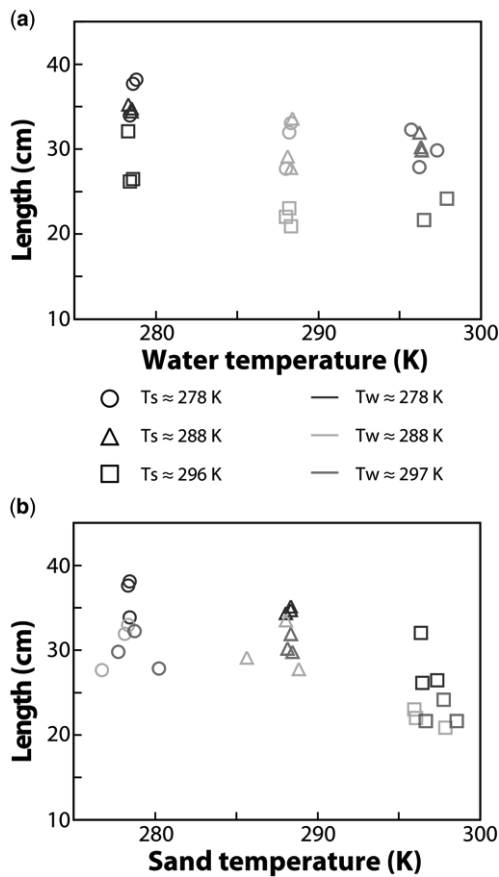 (a)
40
30
20
10
Length (cm)
280
290
300
Water temperature (K)
Ts ≈ 278 K
Tw ≈ 278 K
Ts ≈ 288 K
Tw ≈ 288 K
Ts ≈ 296 K
Tw ≈ 297 K
(b)
40
30
20
10
Length (cm)
280
290
300
Sand temperature (K)